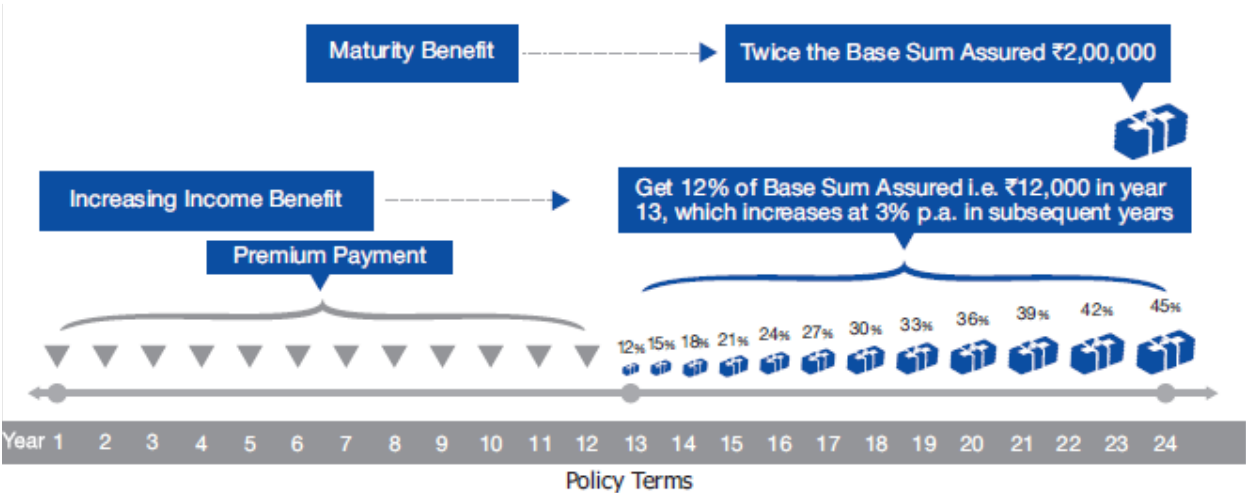 Maturity Benefit
Twice the Base Sum Assured ₹2,00,000
Increasing Income Benefit
Get 12% of Base Sum Assured i.e. ₹12,000 in year
13, which increases at 3% p.a. in subsequent years
Premium Payment
12% 15% 18% 21% 24% 27% 30% 33% 36% 39% 42% 45%
Year 1 2 3 4 5 6 7 8 9 10 11 12 13 14 15 16 17 18 19 20 21 22 23 24
Policy Terms